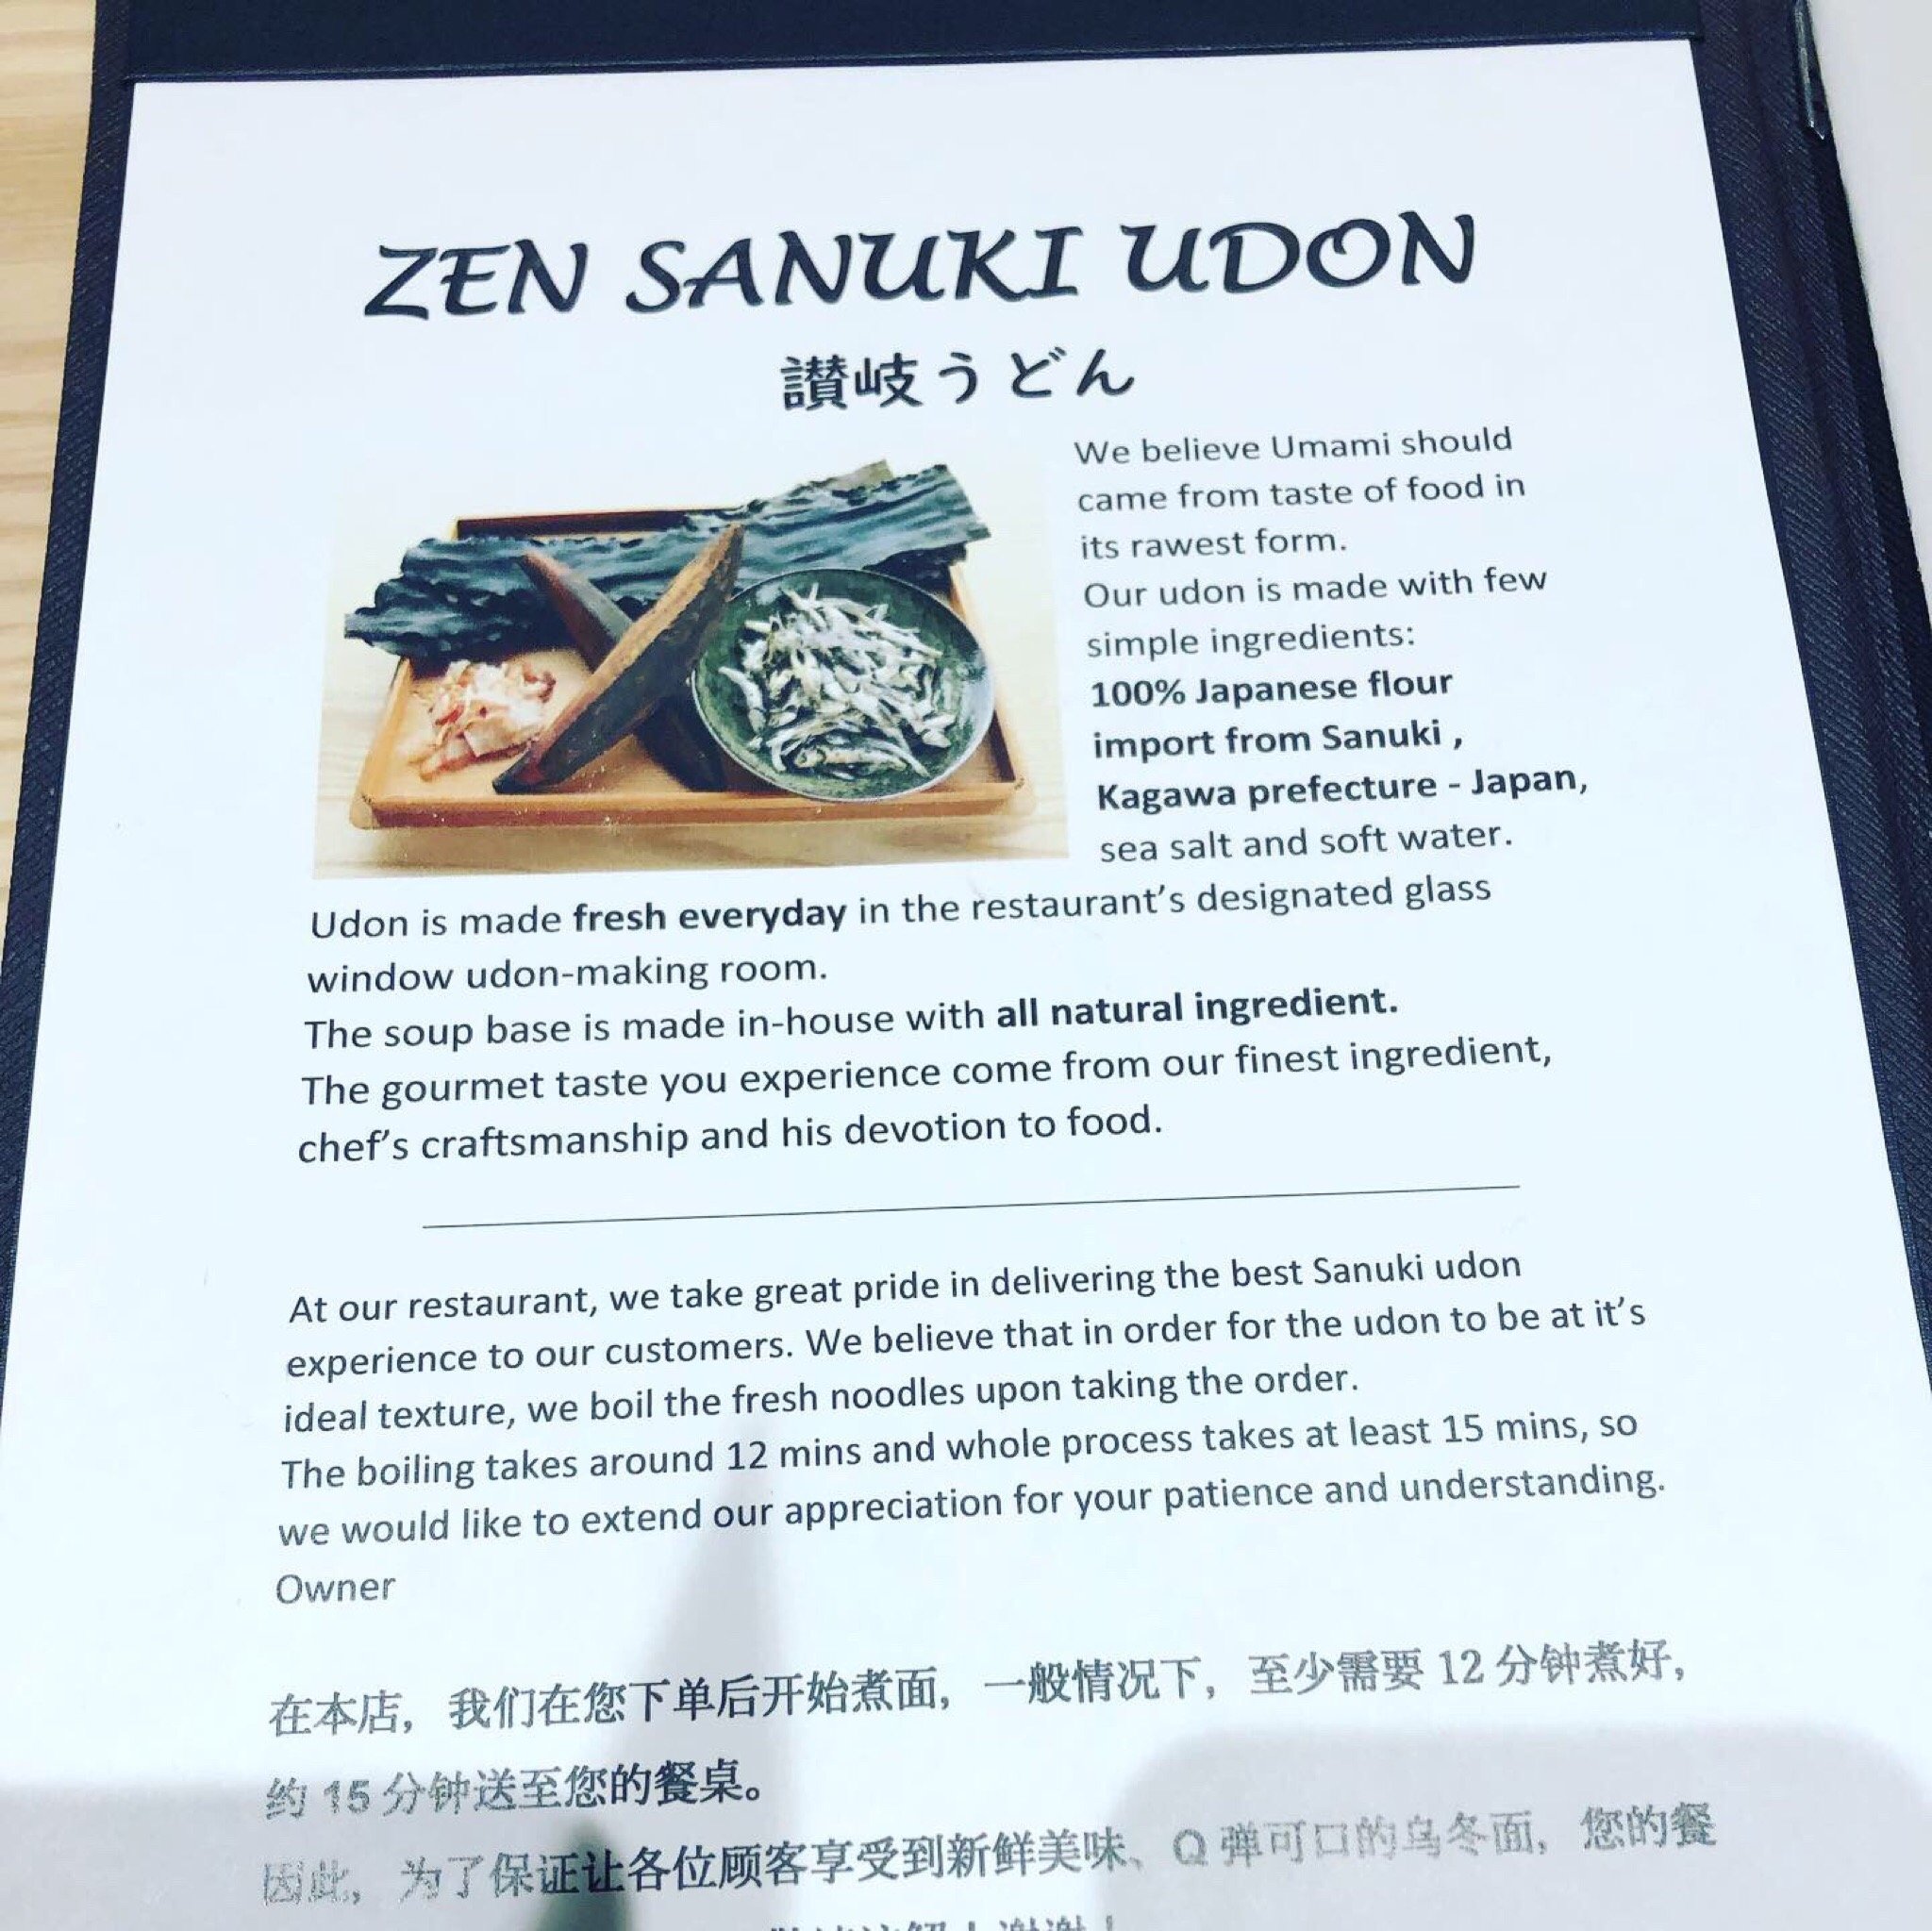 ZEN SANUKI UDON
讃岐うどん
We believe Umami should
came from taste of food in
its rawest form.
Our udon is made with few
simple ingredients:
100% Japanese flour
import from Sanuki ,
Kagawa prefecture - Japan,
sea salt and soft water.
Udon is made fresh everyday in the restaurant's designated glass
window udon-making room.
The soup base is made in-house with all natural ingredient.
The gourmet taste you experience come from our finest ingredient,
chef's craftsmanship and his devotion to food.
At our restaurant, we take great pride in delivering the best Sanuki udon
experience to our customers. We believe that in order for the udon to be at it's
ideal texture, we boil the fresh noodles upon taking the order.
The boiling takes around 12 mins and whole process takes at least 15 mins, so
we would like to extend our appreciation for your patience and understanding.
Owner
在本店，我们在您下单后开始煮面，一般情况下，至少需要 12 分钟煮好，
约 15 分钟送至您的餐桌。
因此，为了保证让各位顾客享受到新鲜美味、Q 弹可口的乌冬面，您的餐